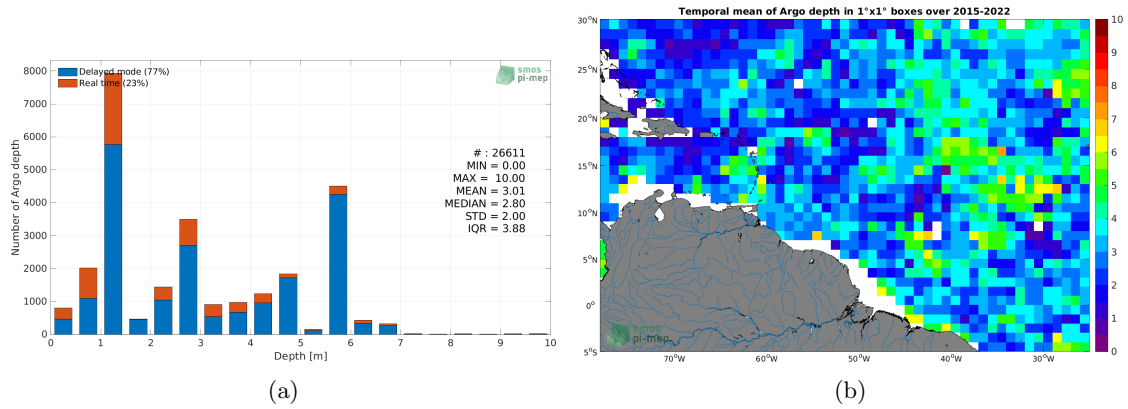 Delayed mode (77%)
Real time (23%)
smos
pi-mep
# : 26611
MIN = 0.00
MAX = 10.00
MEAN = 3.01
MEDIAN = 2.80
STD = 2.00
IQR = 3.88
Number of Argo depth
8000
7000
6000
5000
4000
3000
2000
1000
0
0 1 2 3 4 5 6 7 8 9 10
Depth [m]
(a)
Temporal mean of Argo depth in 1°x1° boxes over 2015-2022
30°N
25°N
20°N
15°N
10°N
5°N
0°
5°S
70°W 60°W 50°W 40°W 30°W
smos
pi-mep
10
9
8
7
6
5
4
3
2
1
0
(b)